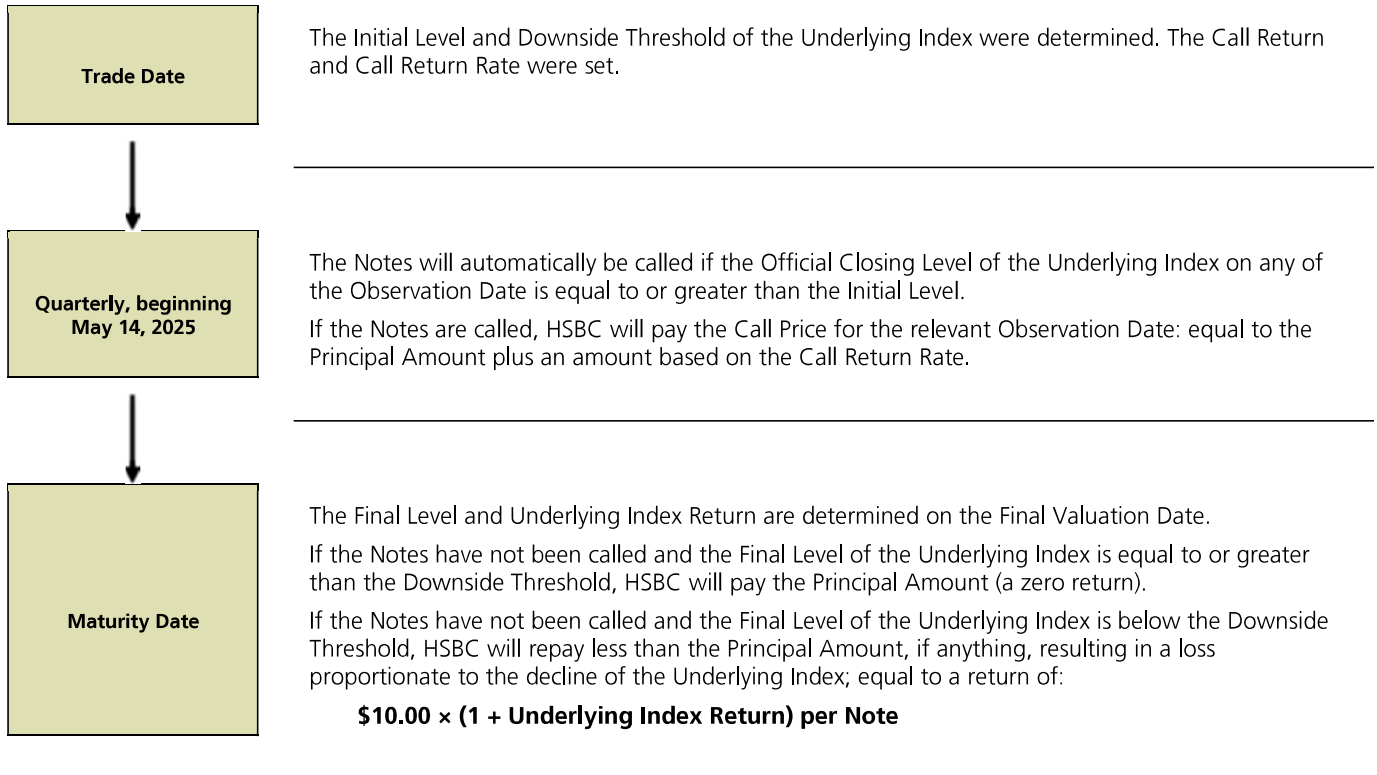 Trade Date
The Initial Level and Downside Threshold of the Underlying Index were determined. The Call Return
and Call Return Rate were set.
Quarterly, beginning
May 14, 2025
The Notes will automatically be called if the Official Closing Level of the Underlying Index on any of
the Observation Date is equal to or greater than the Initial Level.
If the Notes are called, HSBC will pay the Call Price for the relevant Observation Date: equal to the
Principal Amount plus an amount based on the Call Return Rate.
Maturity Date
The Final Level and Underlying Index Return are determined on the Final Valuation Date.
If the Notes have not been called and the Final Level of the Underlying Index is equal to or greater
than the Downside Threshold, HSBC will pay the Principal Amount (a zero return).
If the Notes have not been called and the Final Level of the Underlying Index is below the Downside
Threshold, HSBC will repay less than the Principal Amount, if anything, resulting in a loss
proportionate to the decline of the Underlying Index; equal to a return of:
$10.00 × (1 + Underlying Index Return) per Note